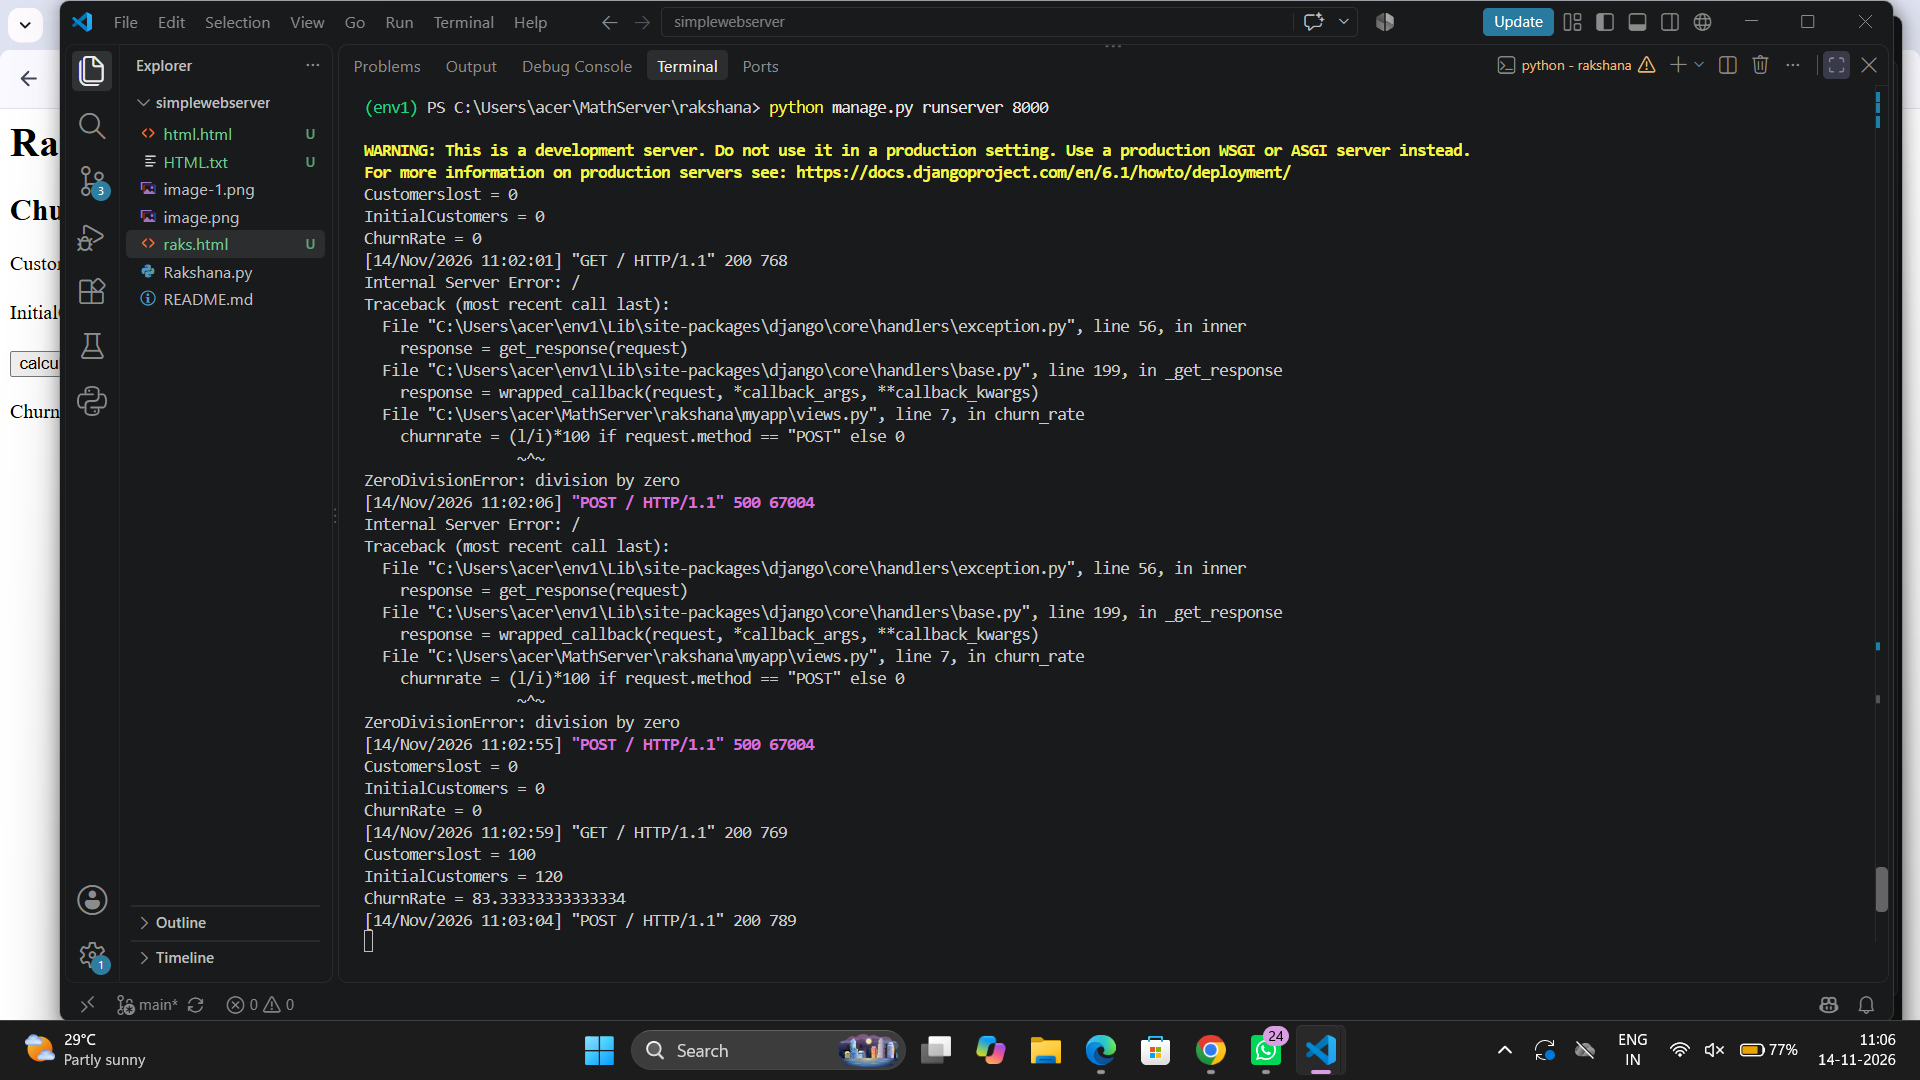 File Edit Selection View Go Run Terminal Help
simplewebserver
Update
Explorer
simplewebserver
html.html U
HTML.txt U
image-1.png
image.png
raks.html U
Rakshana.py
README.md
Outline
Timeline
3
1
Ra
Chu
Custo
Initial
calcu
Churn
Problems Output Debug Console Terminal Ports
python - rakshana
(env1) PS C:\Users\acer\MathServer\rakshana> python manage.py runserver 8000
WARNING: This is a development server. Do not use it in a production setting. Use a production WSGI or ASGI server instead.
For more information on production servers see: https://docs.djangoproject.com/en/6.1/howto/deployment/
Customerslost = 0
InitialCustomers = 0
ChurnRate = 0
[14/Nov/2026 11:02:01] "GET / HTTP/1.1" 200 768
Internal Server Error: /
Traceback (most recent call last):
File "C:\Users\acer\env1\Lib\site-packages\django\core\handlers\exception.py", line 56, in inner
response = get_response(request)
File "C:\Users\acer\env1\Lib\site-packages\django\core\handlers\base.py", line 199, in _get_response
response = wrapped_callback(request, *callback_args, **callback_kwargs)
File "C:\Users\acer\MathServer\rakshana\myapp\views.py", line 7, in churn_rate
churnrate = (l/i)*100 if request.method == "POST" else 0
~^~
ZeroDivisionError: division by zero
[14/Nov/2026 11:02:06] "POST / HTTP/1.1" 500 67004
Internal Server Error: /
Traceback (most recent call last):
File "C:\Users\acer\env1\Lib\site-packages\django\core\handlers\exception.py", line 56, in inner
response = get_response(request)
File "C:\Users\acer\env1\Lib\site-packages\django\core\handlers\base.py", line 199, in _get_response
response = wrapped_callback(request, *callback_args, **callback_kwargs)
File "C:\Users\acer\MathServer\rakshana\myapp\views.py", line 7, in churn_rate
churnrate = (l/i)*100 if request.method == "POST" else 0
~^~
ZeroDivisionError: division by zero
[14/Nov/2026 11:02:55] "POST / HTTP/1.1" 500 67004
Customerslost = 0
InitialCustomers = 0
ChurnRate = 0
[14/Nov/2026 11:02:59] "GET / HTTP/1.1" 200 769
Customerslost = 100
InitialCustomers = 120
ChurnRate = 83.33333333333334
[14/Nov/2026 11:03:04] "POST / HTTP/1.1" 200 789
main* 0 0
29°C
Partly sunny
Search
24
ENG
IN
77%
11:06
14-11-2026